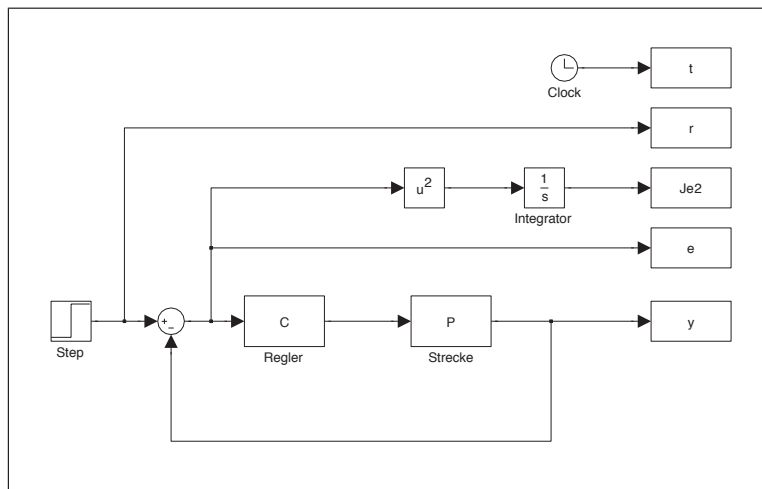 t
Clock
r
u²
1
s
Integrator
Je2
e
Step
+
−
C
Regler
P
Strecke
y